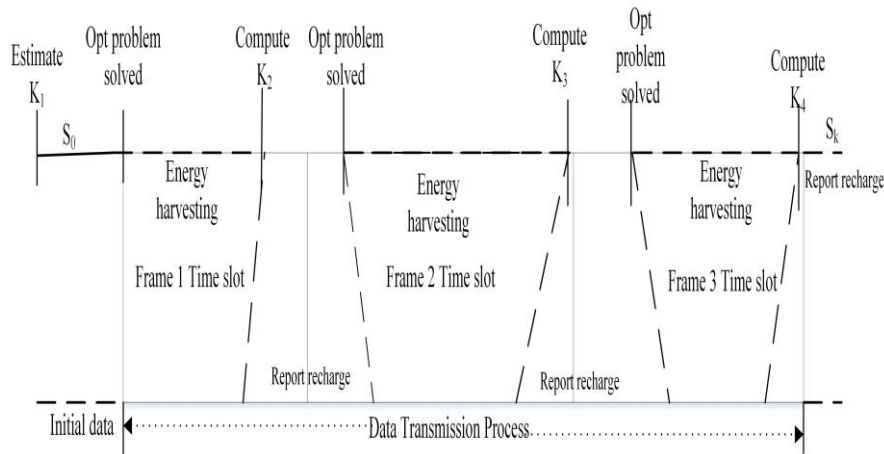 Estimate
K1
Opt problem
solved
Compute
K2
Opt problem
solved
Compute
K3
Opt
problem
solved
Compute
K4
S0
Sk
Energy
harvesting
Energy
harvesting
Energy
harvesting
Report recharge
Frame 1 Time slot
Frame 2 Time slot
Frame 3 Time slot
Report recharge
Report recharge
Initial data
Data Transmission Process